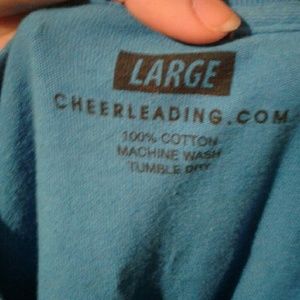 LARGE
CHEERLEADING.COM
100% COTTON
MACHINE WASH
TUMBLE DRY